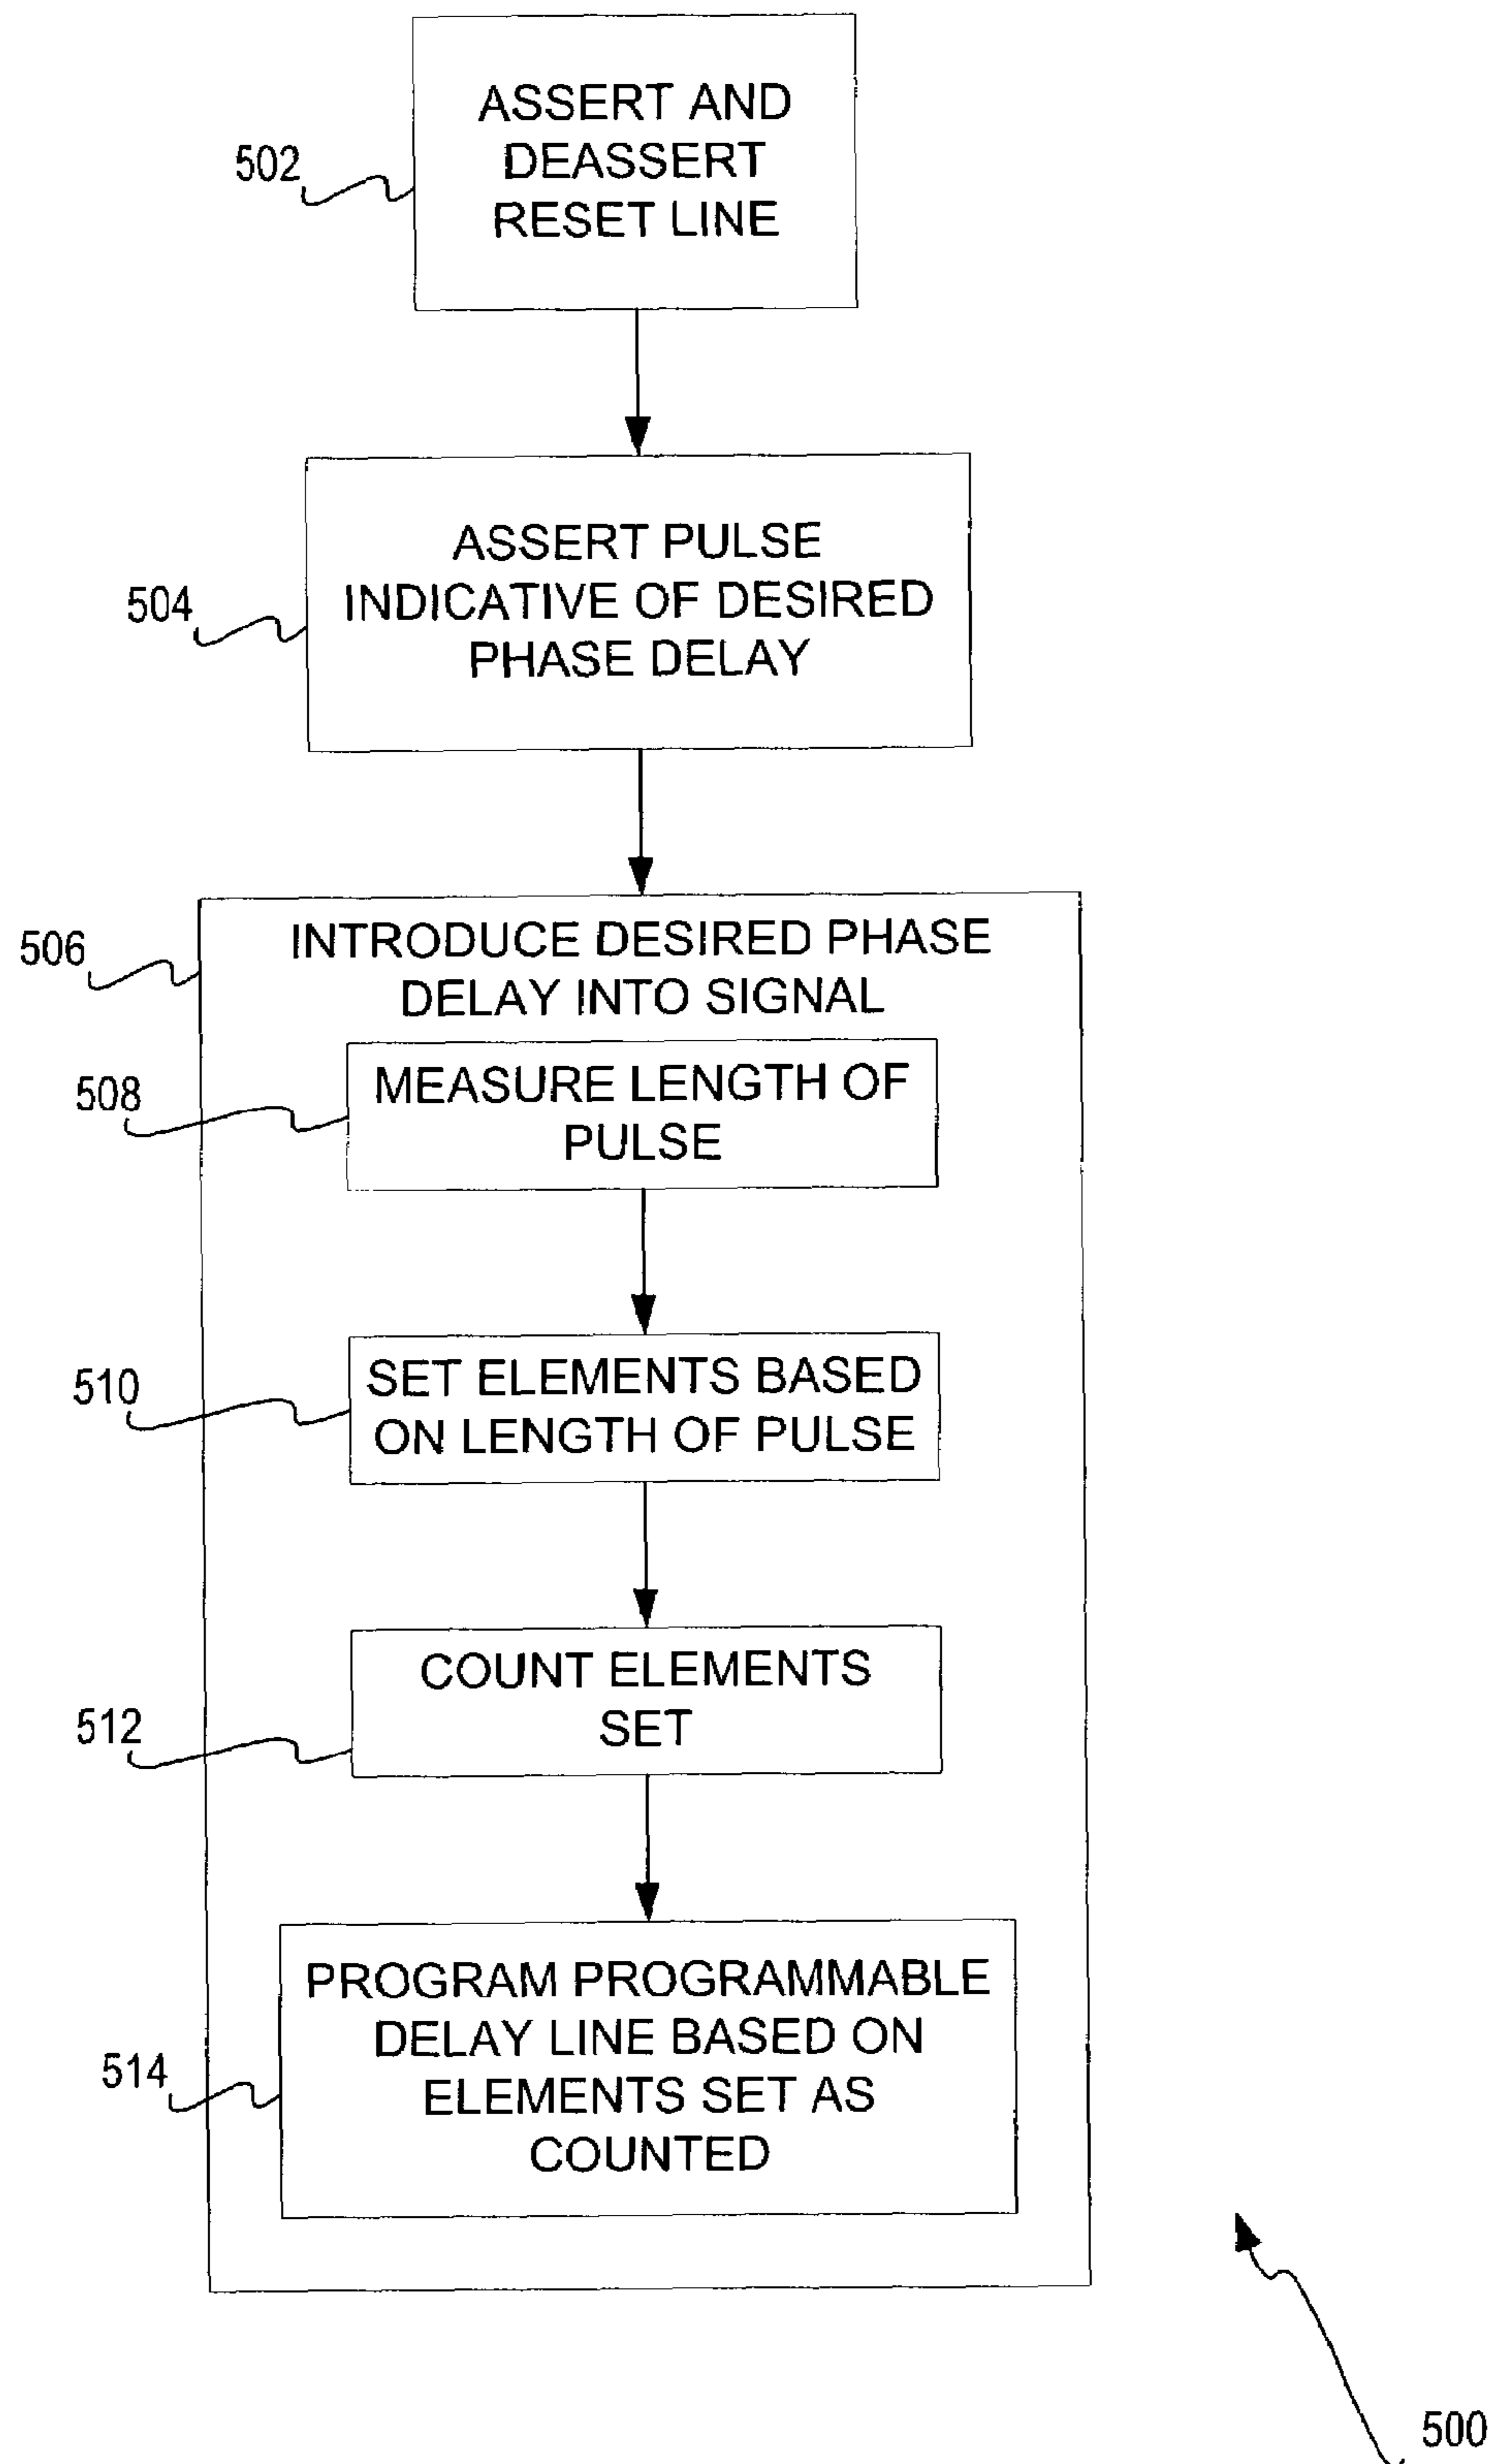 ASSERT AND
DEASSERT
RESET LINE
502
ASSERT PULSE
INDICATIVE OF DESIRED
PHASE DELAY
504
506
INTRODUCE DESIRED PHASE
DELAY INTO SIGNAL
508
MEASURE LENGTH OF
PULSE
510
SET ELEMENTS BASED
ON LENGTH OF PULSE
COUNT ELEMENTS
SET
512
PROGRAM PROGRAMMABLE
DELAY LINE BASED ON
ELEMENTS SET AS
COUNTED
514
500